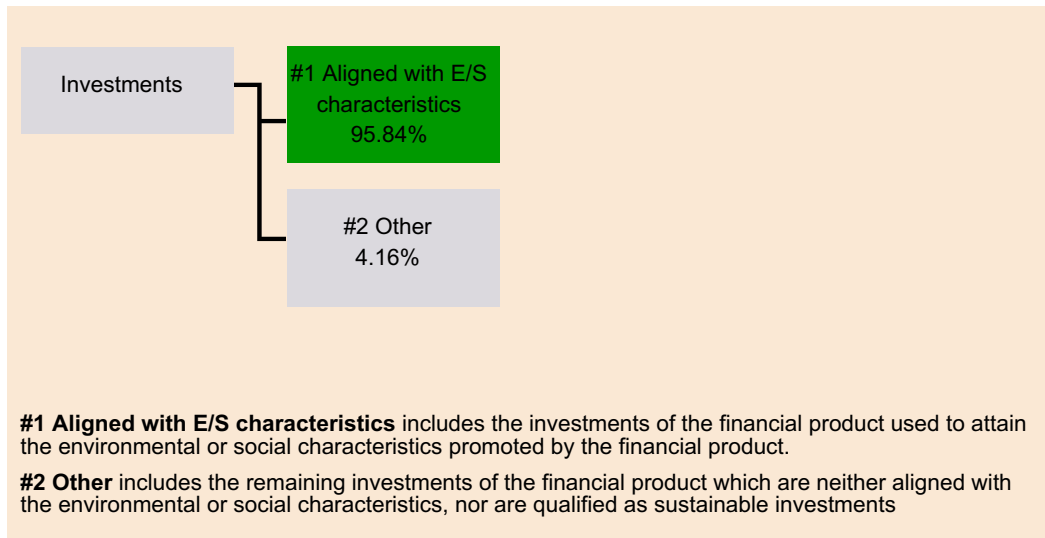 Investments
#1 Aligned with E/S
characteristics
95.84%
#2 Other
4.16%
#1 Aligned with E/S characteristics includes the investments of the financial product used to attain
the environmental or social characteristics promoted by the financial product.
#2 Other includes the remaining investments of the financial product which are neither aligned with
the environmental or social characteristics, nor are qualified as sustainable investments